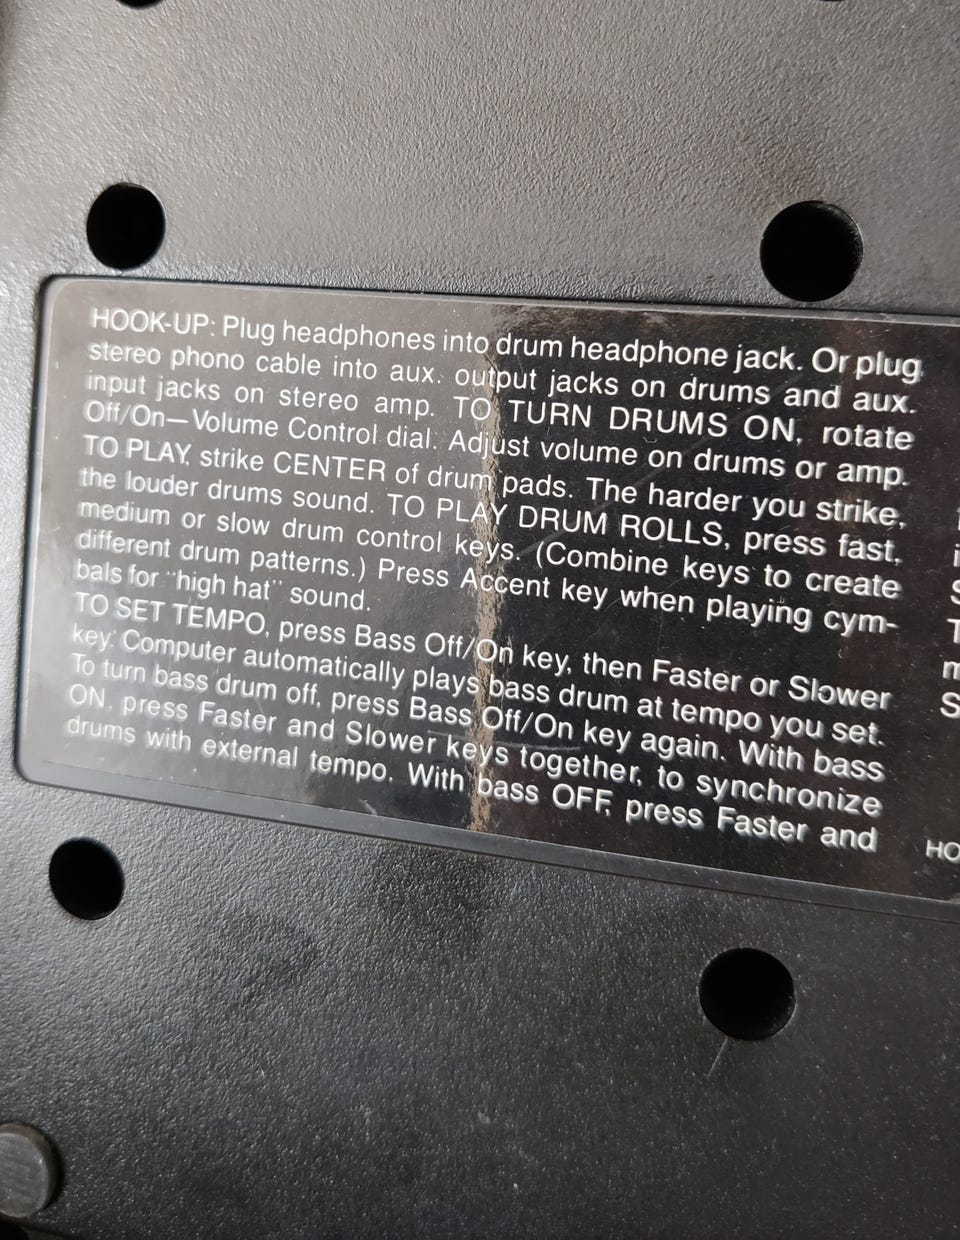 HOOK-UP: Plug headphones into drum headphone jack. Or plug
stereo phono cable into aux. output jacks on drums and aux.
input jacks on stereo amp. TO TURN DRUMS ON, rotate
Off/On—Volume Control dial. Adjust volume on drums or amp.
TO PLAY, strike CENTER of drum pads. The harder you strike,
the louder drums sound. TO PLAY DRUM ROLLS, press fast,
medium or slow drum control keys. (Combine keys to create
different drum patterns.) Press Accent key when playing cym-
bals for "high hat" sound.
TO SET TEMPO, press Bass Off/On key, then Faster or Slower
key. Computer automatically plays bass drum at tempo you set.
To turn bass drum off, press Bass Off/On key again. With bass
ON, press Faster and Slower keys together, to synchronize
drums with external tempo. With bass OFF, press Faster and